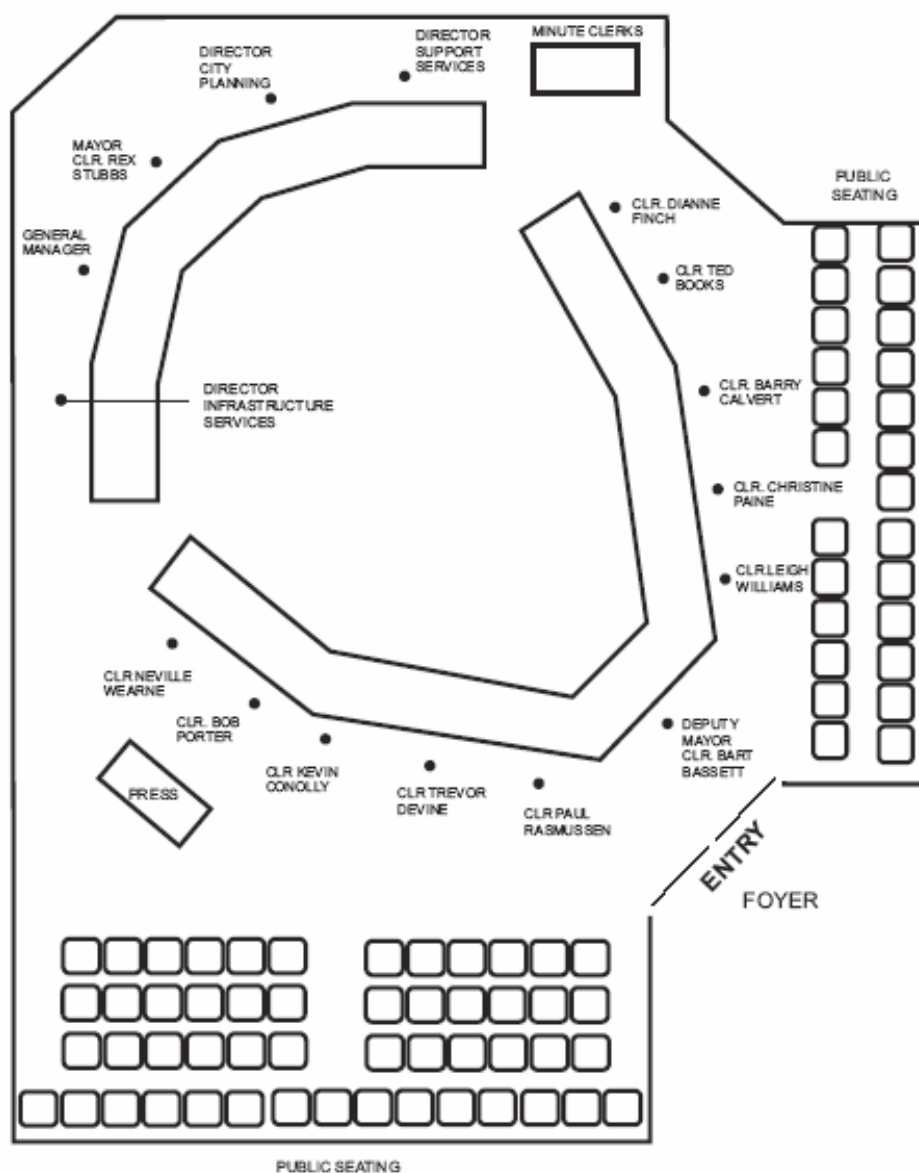 DIRECTOR
CITY
PLANNING
DIRECTOR
SUPPORT
SERVICES
MINUTE CLERKS
MAYOR
CLR. REX
STUBBS
GENERAL
MANAGER
PUBLIC
SEATING
CLR. DIANNE
FINCH
CLR TED
BOOKS
DIRECTOR
INFRASTRUCTURE
SERVICES
CLR. BARRY
CALVERT
CLR. CHRISTINE
PAINE
CLR.LEIGH
WILLIAMS
CLR NEVILLE
WEARNE
CLR. BOB
PORTER
CLR KEVIN
CONOLLY
CLR TREVOR
DEVINE
CLR PAUL
RASMUSSEN
DEPUTY
MAYOR
CLR. BART
BASSETT
PRESS
ENTRY
FOYER
PUBLIC SEATING